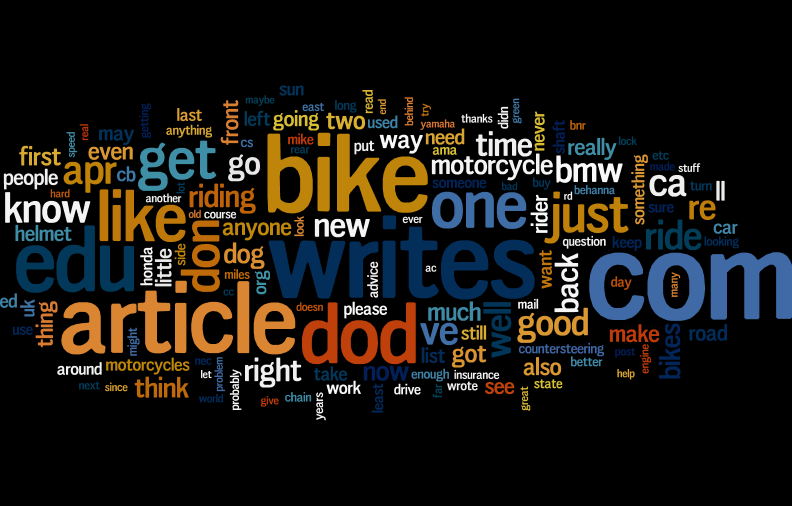 sun
maybe
east
long
read
end
behind
try
green
getting
last
front
left
going
two
used
yamaha
thanks
didn
never
bnr
speed
real
may
anything
cs
mike
put
way
need
time
shaft
really
lock
first
even
get
go
bike
rear
ama
motorcycle
bmw
something
etc
made
stuff
people
apr
cb
lot
someone
bad
buy
behanna
ca
turn
ll
hard
another
riding
one
rd
know
like
old
course
look
new
ever
rider
just
sure
re
helmet
don
anyone
question
keep
ride
car
looking
edu
honda
little
side
dog
writes
want
back
com
miles
org
advice
ac
day
many
ed
uk
cc
thing
article
doesn
please
much
well
mail
use
might
dod
ve
still
good
make
bikes
road
list
got
countersteering
post
engine
around
motorcycles
nec
problem
right
take
now
enough
insurance
also
better
help
next
since
think
let
probably
work
least
drive
far
wrote
see
state
world
give
chain
years
great